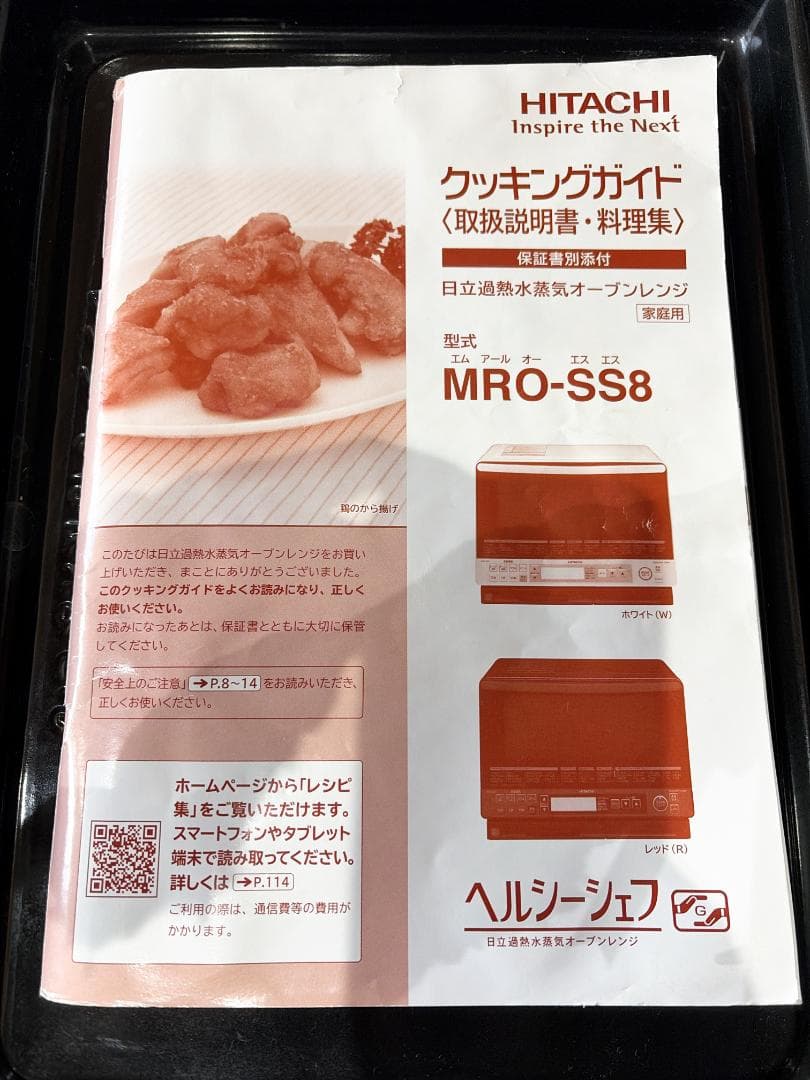 HITACHI
Inspire the Next
クッキングガイド
〈取扱説明書・料理集〉
保証書別添付
日立過熱水蒸気オーブンレンジ
家庭用
型式
エム アール オー エス エス
MRO-SS8
鶏のから揚げ
このたびは日立過熱水蒸気オーブンレンジをお買い
上げいただき、まことにありがとうございました。
このクッキングガイドをよくお読みになり、正しく
お使いください。
お読みになったあとは、保証書とともに大切に保管
してください。
「安全上のご注意」➔P.8~14をお読みいただき、
正しくお使いください。
ホームページから「レシピ
集」をご覧いただけます。
スマートフォンやタブレット
端末で読み取ってください。
詳しくは➔P.114
ご利用の際は、通信費等の費用が
かかります。
HITACHI
ホワイト(W)
HITACHI
レッド(R)
ヘルシーシェフ
日立過熱水蒸気オーブンレンジ
G